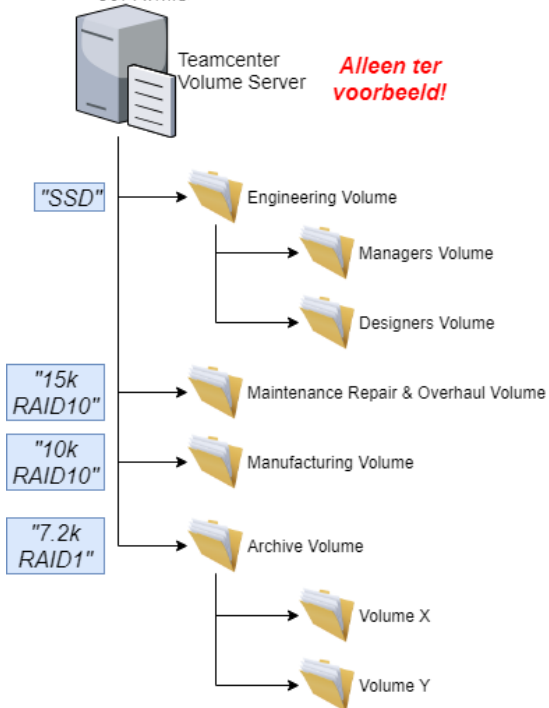 Teamcenter
Volume Server
Alleen ter
voorbeeld!
"SSD"
Engineering Volume
Managers Volume
Designers Volume
"15k
RAID10"
Maintenance Repair & Overhaul Volume
"10k
RAID10"
Manufacturing Volume
"7.2k
RAID1"
Archive Volume
Volume X
Volume Y